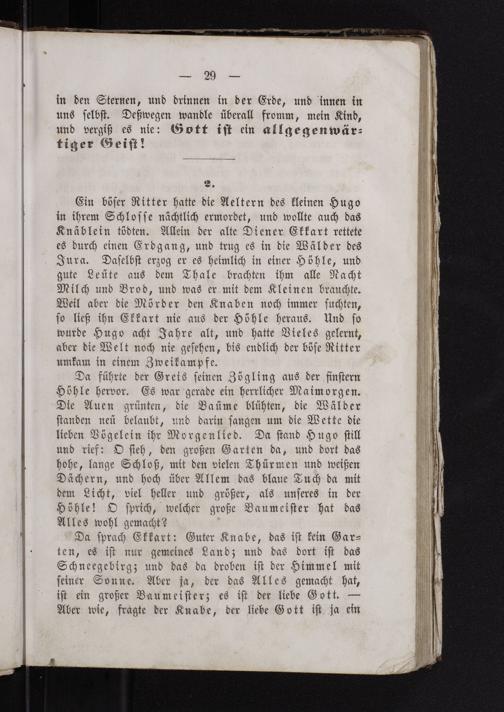 — 29 —
in den Sternen, und drinnen in der Erde, und innen in
uns selbst. Deßwegen wandle überall fromm, mein Kind,
und vergiß es nie: Gott ist ein allgegenwär=
tiger Geist!
2.
Ein böser Ritter hatte die Aeltern des kleinen Hugo
in ihrem Schlosse nächtlich ermordet, und wollte auch das
Knäblein tödten. Allein der alte Diener Ekkart rettete
es durch einen Erdgang, und trug es in die Wälder des
Jura. Daselbst erzog er es heimlich in einer Höhle, und
gute Leüte aus dem Thale brachten ihm alle Nacht
Milch und Brod, und was er mit dem Kleinen brauchte.
Weil aber die Mörder den Knaben noch immer suchten,
so ließ ihn Ekkart nie aus der Höhle heraus. Und so
wurde Hugo acht Jahre alt, und hatte Vieles gelernt,
aber die Welt noch nie gesehen, bis endlich der böse Ritter
umkam in einem Zweikampfe.
Da führte der Greis seinen Zögling aus der finstern
Höhle hervor. Es war gerade ein herrlicher Maimorgen.
Die Auen grünten, die Baüme blühten, die Wälder
standen neü belaubt, und darin sangen um die Wette die
lieben Vögelein ihr Morgenlied. Da stand Hugo still
und rief: O sieh, den großen Garten da, und dort das
hohe, lange Schloß, mit den vielen Thürmen und weißen
Dächern, und hoch über Allem das blaue Tuch da mit
dem Licht, viel heller und größer, als unseres in der
Höhle! O sprich, welcher große Baumeister hat das
Alles wohl gemacht?
Da sprach Ekkart: Guter Knabe, das ist kein Gar=
ten, es ist nur gemeines Land; und das dort ist das
Schneegebirg; und das da droben ist der Himmel mit
seiner Sonne. Aber ja, der das Alles gemacht hat,
ist ein großer Baumeister; es ist der liebe Gott. —
Aber wie, fragte der Knabe, der liebe Gott ist ja ein